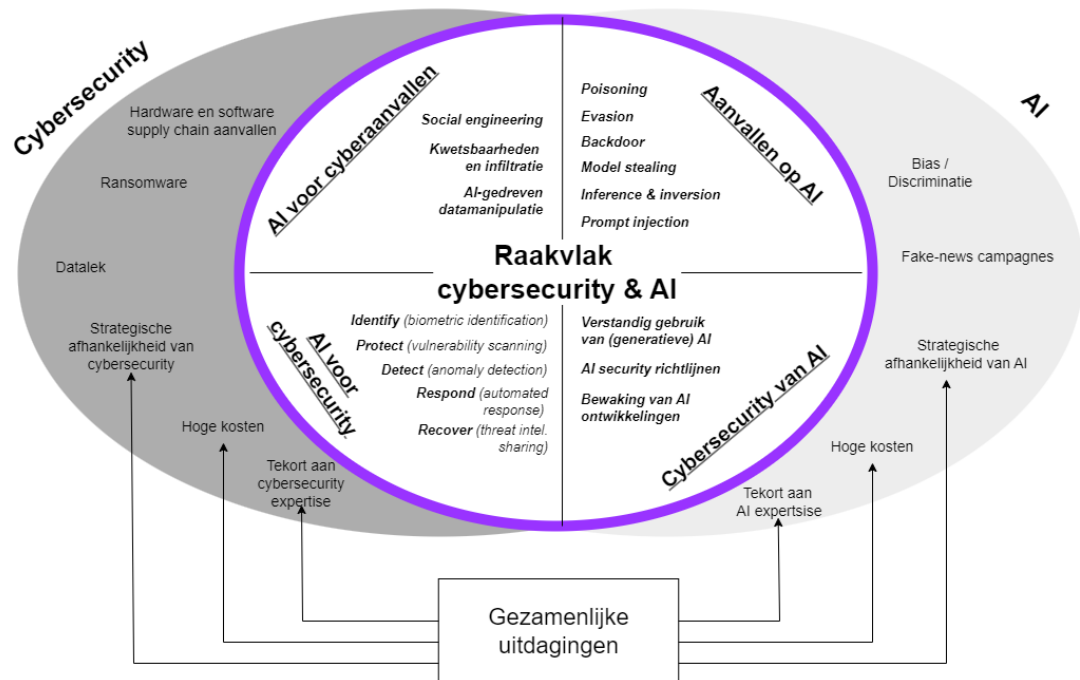 Cybersecurity
Hardware en software
supply chain aanvallen
Ransomware
Datalek
Strategische
afhankelijkheid van
cybersecurity
Hoge kosten
Tekort aan
cybersecurity
expertise
AI voor cyberaanvallen
Social engineering
Kwetsbaarheden
en infiltratie
AI-gedreven
datamanipulatie
Aanvallen op AI
Poisoning
Evasion
Backdoor
Model stealing
Inference & inversion
Prompt injection
Raakvlak
cybersecurity & AI
AI voor
cybersecurity
Identify (biometric identification)
Protect (vulnerability scanning)
Detect (anomaly detection)
Respond (automated
response)
Recover (threat intel.
sharing)
Cybersecurity van AI
Verstandig gebruik
van (generatieve) AI
AI security richtlijnen
Bewaking van AI
ontwikkelingen
AI
Bias /
Discriminatie
Fake-news campagnes
Strategische
afhankelijkheid van AI
Hoge kosten
Tekort aan
AI expertsise
Gezamenlijke
uitdagingen